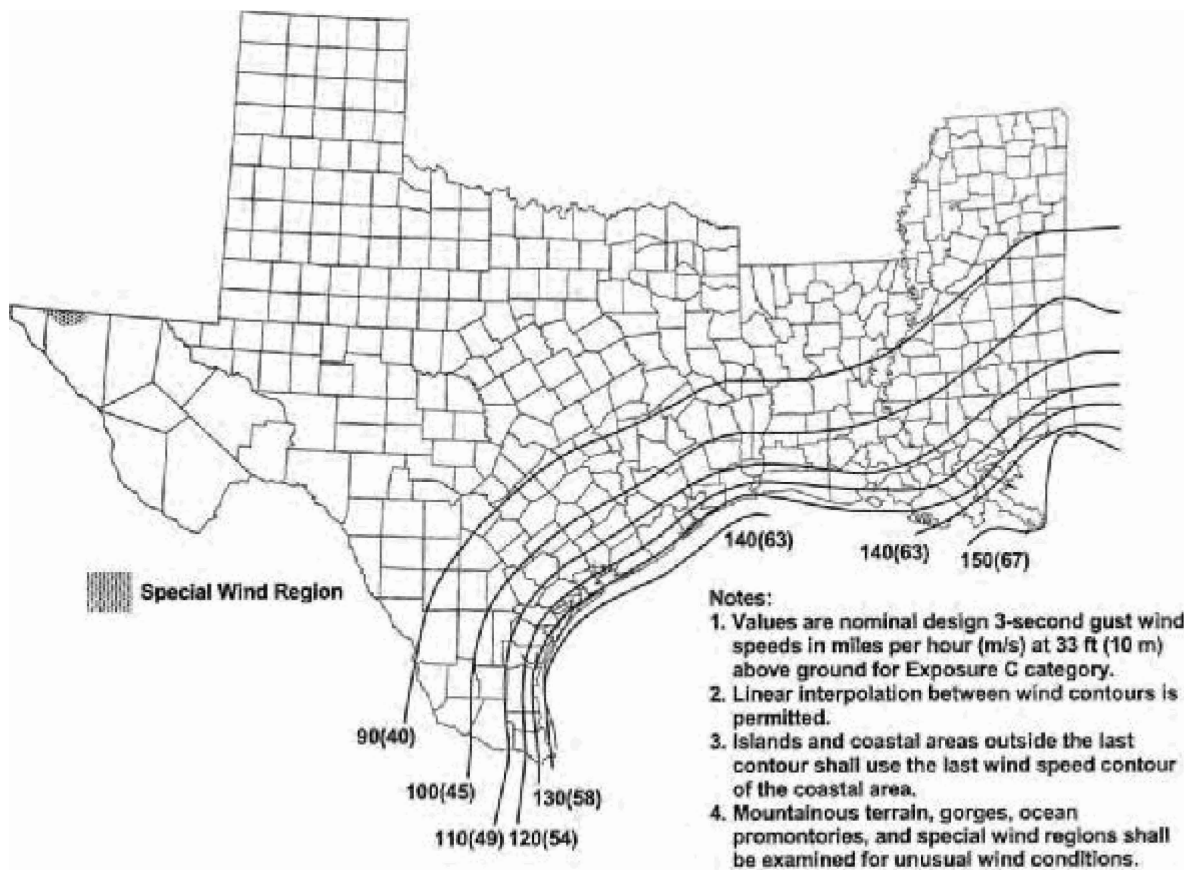 140(63)
140(63)
150(67)
Special Wind Region
90(40)
100(45)
130(58)
110(49)
120(54)
Notes:
1. Values are nominal design 3-second gust wind
speeds in miles per hour (m/s) at 33 ft (10 m)
above ground for Exposure C category.
2. Linear interpolation between wind contours is
permitted.
3. Islands and coastal areas outside the last
contour shall use the last wind speed contour
of the coastal area.
4. Mountainous terrain, gorges, ocean
promontories, and special wind regions shall
be examined for unusual wind conditions.